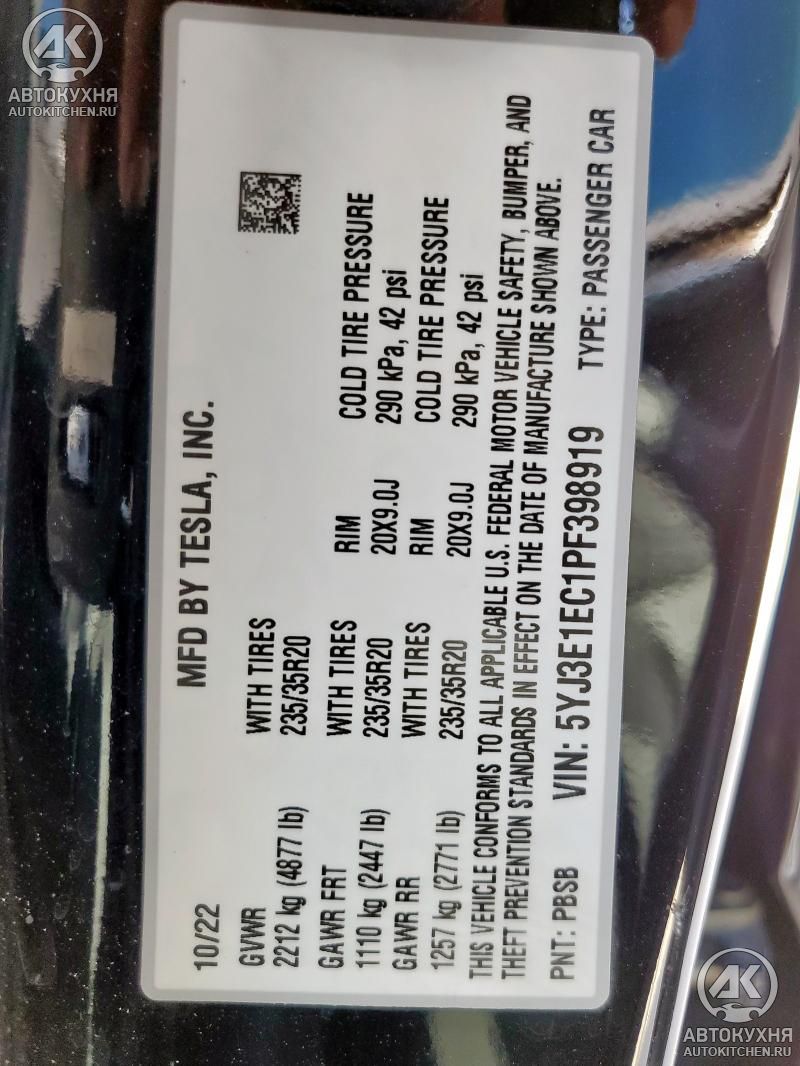 AK
АВТОКУХНЯ
AUTOKITCHEN.RU
MFD BY TESLA, INC.
10/22
GVWR WITH TIRES
2212 kg (4877 lb) 235/35R20
GAWR FRT WITH TIRES RIM COLD TIRE PRESSURE
1110 kg (2447 lb) 235/35R20 20X9.0J 290 kPa, 42 psi
GAWR RR WITH TIRES RIM COLD TIRE PRESSURE
1257 kg (2771 lb) 235/35R20 20X9.0J 290 kPa, 42 psi
THIS VEHICLE CONFORMS TO ALL APPLICABLE U.S. FEDERAL MOTOR VEHICLE SAFETY, BUMPER, AND
THEFT PREVENTION STANDARDS IN EFFECT ON THE DATE OF MANUFACTURE SHOWN ABOVE.
PNT: PBSB VIN: 5YJ3E1EC1PF398919 TYPE: PASSENGER CAR
AK
АВТОКУХНЯ
AUTOKITCHEN.RU